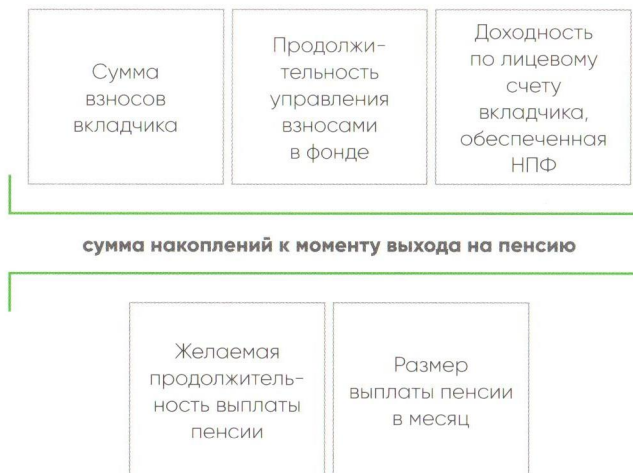 Сумма
взносов
вкладчика
Продолжи-
тельность
управления
взносами
в фонде
Доходность
по лицевому
счету
вкладчика,
обеспеченная
НПФ
сумма накоплений к моменту выхода на пенсию
Желаемая
продолжитель-
ность выплаты
пенсии
Размер
выплаты пенсии
в месяц